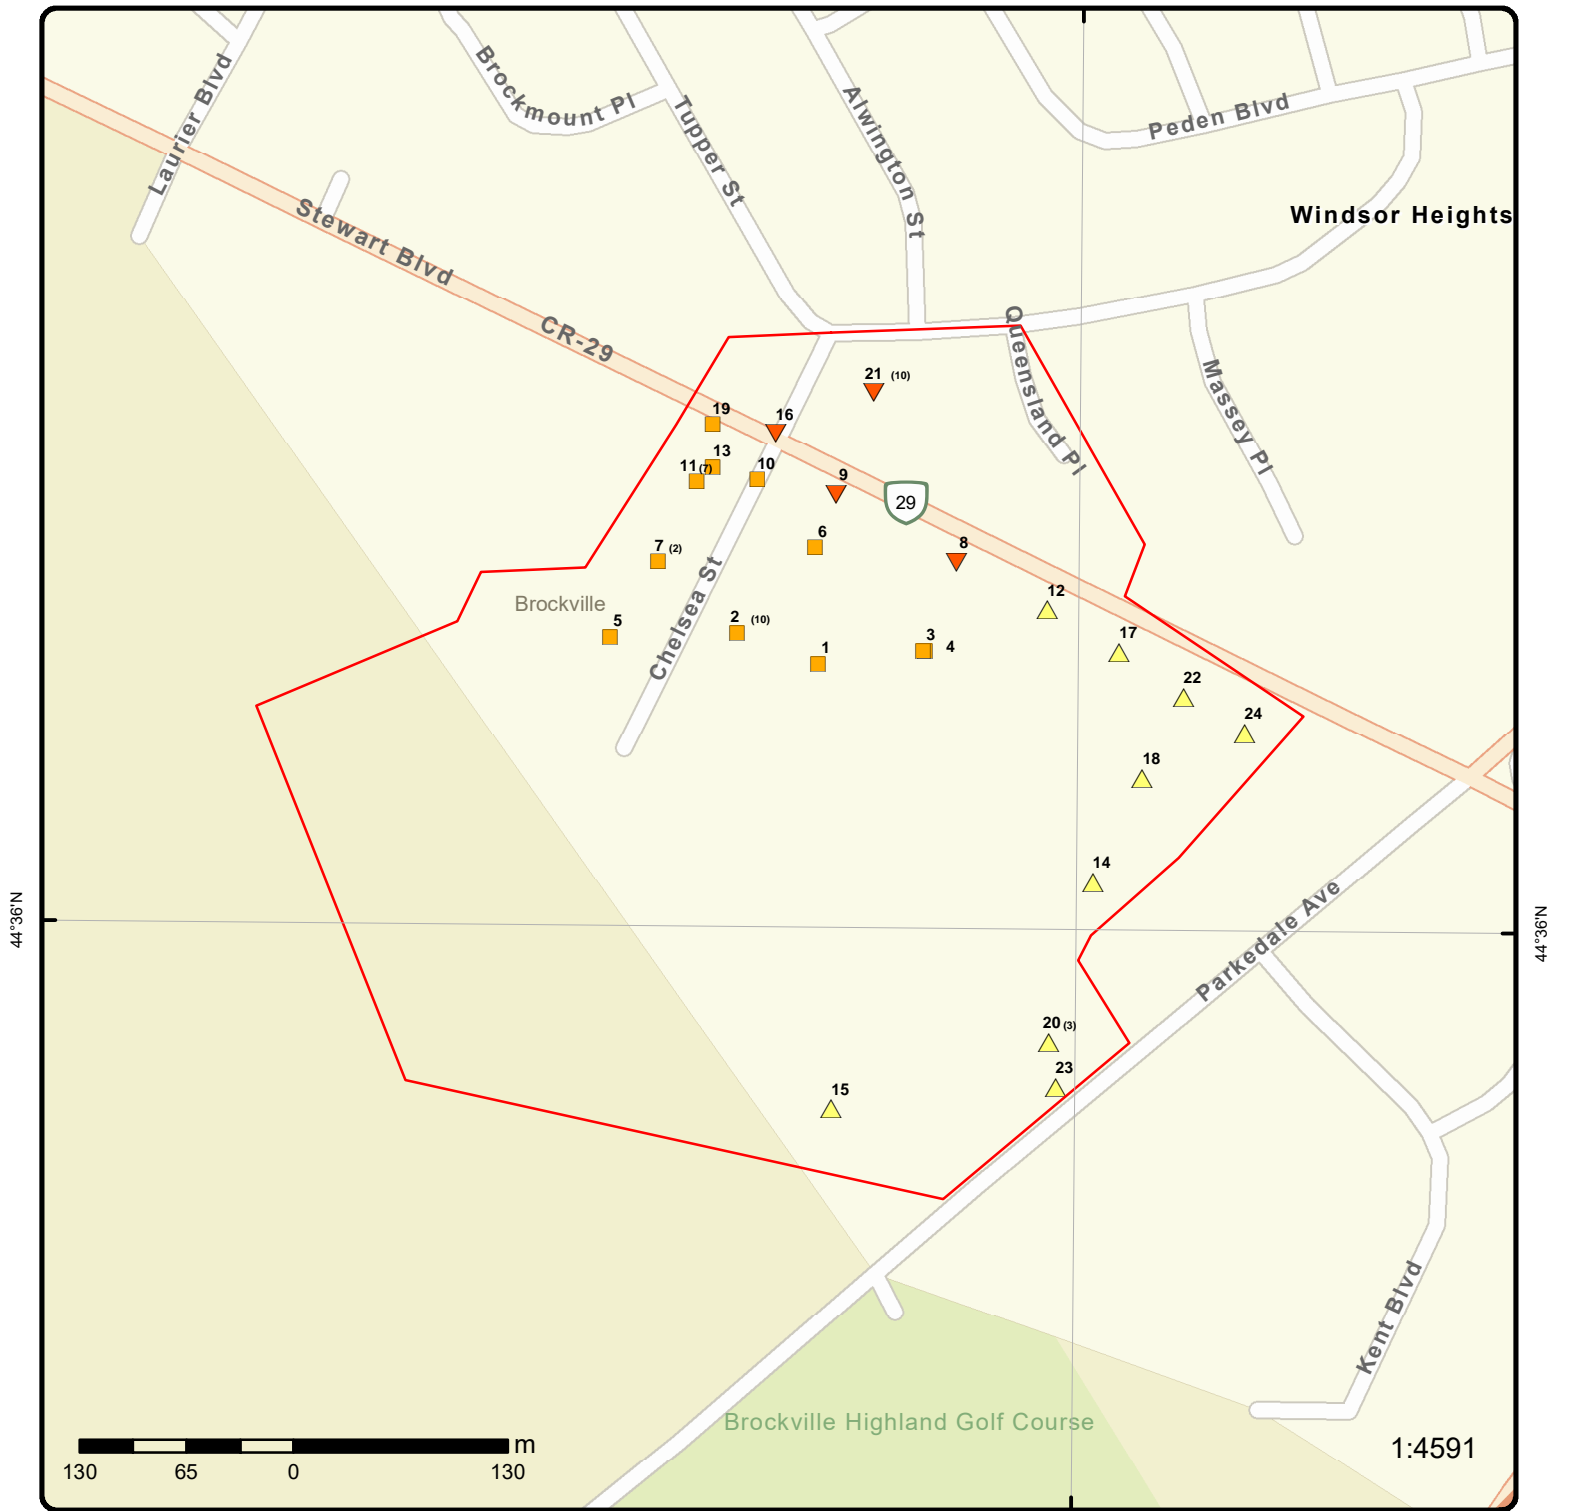 Laurier Blvd
Brockmount Pl
Tupper St
Alwington St
Peden Blvd
Windsor Heights
Stewart Blvd
CR-29
Queensland Pl
Massey Pl
21 (10)
19
16
13
11 (7)
10
9
29
6
8
7 (2)
Chelsea St
12
Brockville
5
2 (10)
1
3
4
17
22
24
18
14
44°36'N
44°36'N
Parkedale Ave
20 (3)
23
15
Kent Blvd
Brockville Highland Golf Course
m
130 65 0 130
1:4591